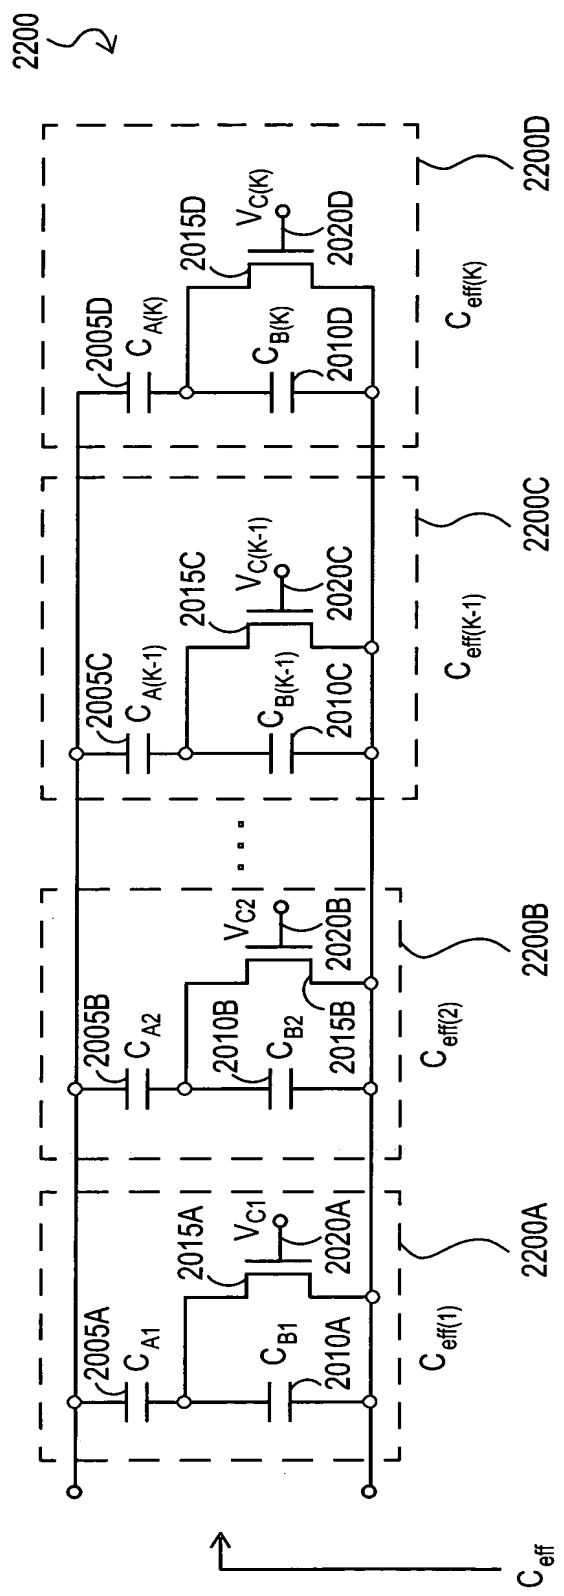 2200
2005A
C_A1
2015A
V_C1
C_B1
2010A
2020A
C_eff(1)
2200A
2005B
C_A2
2010B
V_C2
C_B2
2015B
2020B
C_eff(2)
2200B
. . .
2005C
C_A(K-1)
2015C
V_C(K-1)
C_B(K-1)
2010C
2020C
C_eff(K-1)
2200C
2005D
C_A(K)
2015D
V_C(K)
C_B(K)
2010D
2020D
C_eff(K)
2200D
C_eff